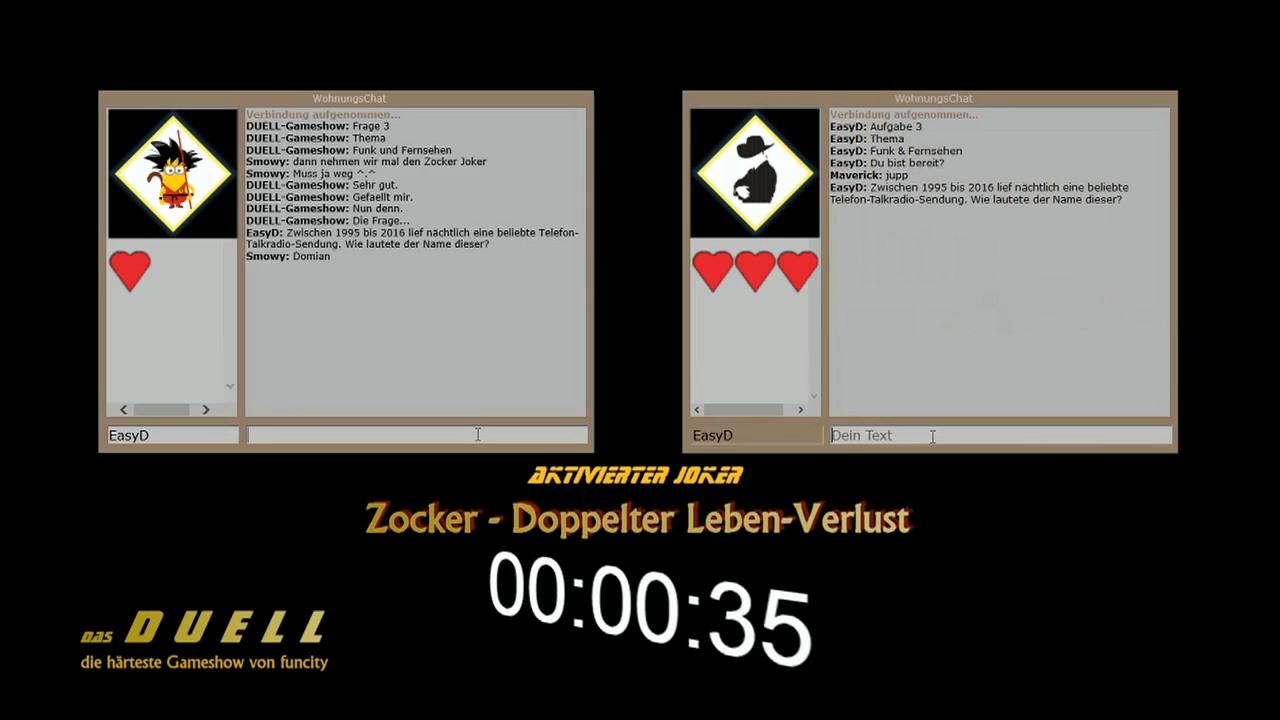 WohnungsChat
Verbindung aufgenommen...
DUELL-Gameshow: Frage 3
DUELL-Gameshow: Thema
DUELL-Gameshow: Funk und Fernsehen
Smowy: dann nehmen wir mal den Zocker Joker
Smowy: Muss ja weg ^.^
DUELL-Gameshow: Sehr gut.
DUELL-Gameshow: Gefaellt mir.
DUELL-Gameshow: Nun denn.
DUELL-Gameshow: Die Frage...
EasyD: Zwischen 1995 bis 2016 lief nächtlich eine beliebte Telefon-
Talkradio-Sendung. Wie lautete der Name dieser?
Smowy: Domian
EasyD
WohnungsChat
Verbindung aufgenommen...
EasyD: Aufgabe 3
EasyD: Thema
EasyD: Funk & Fernsehen
EasyD: Du bist bereit?
Maverick: jupp
EasyD: Zwischen 1995 bis 2016 lief nächtlich eine beliebte
Telefon-Talkradio-Sendung. Wie lautete der Name dieser?
EasyD
Dein Text
AKTIVIERTER JOKER
Zocker - Doppelter Leben-Verlust
00:00:35
DAS DUELL
die härteste Gameshow von funcity